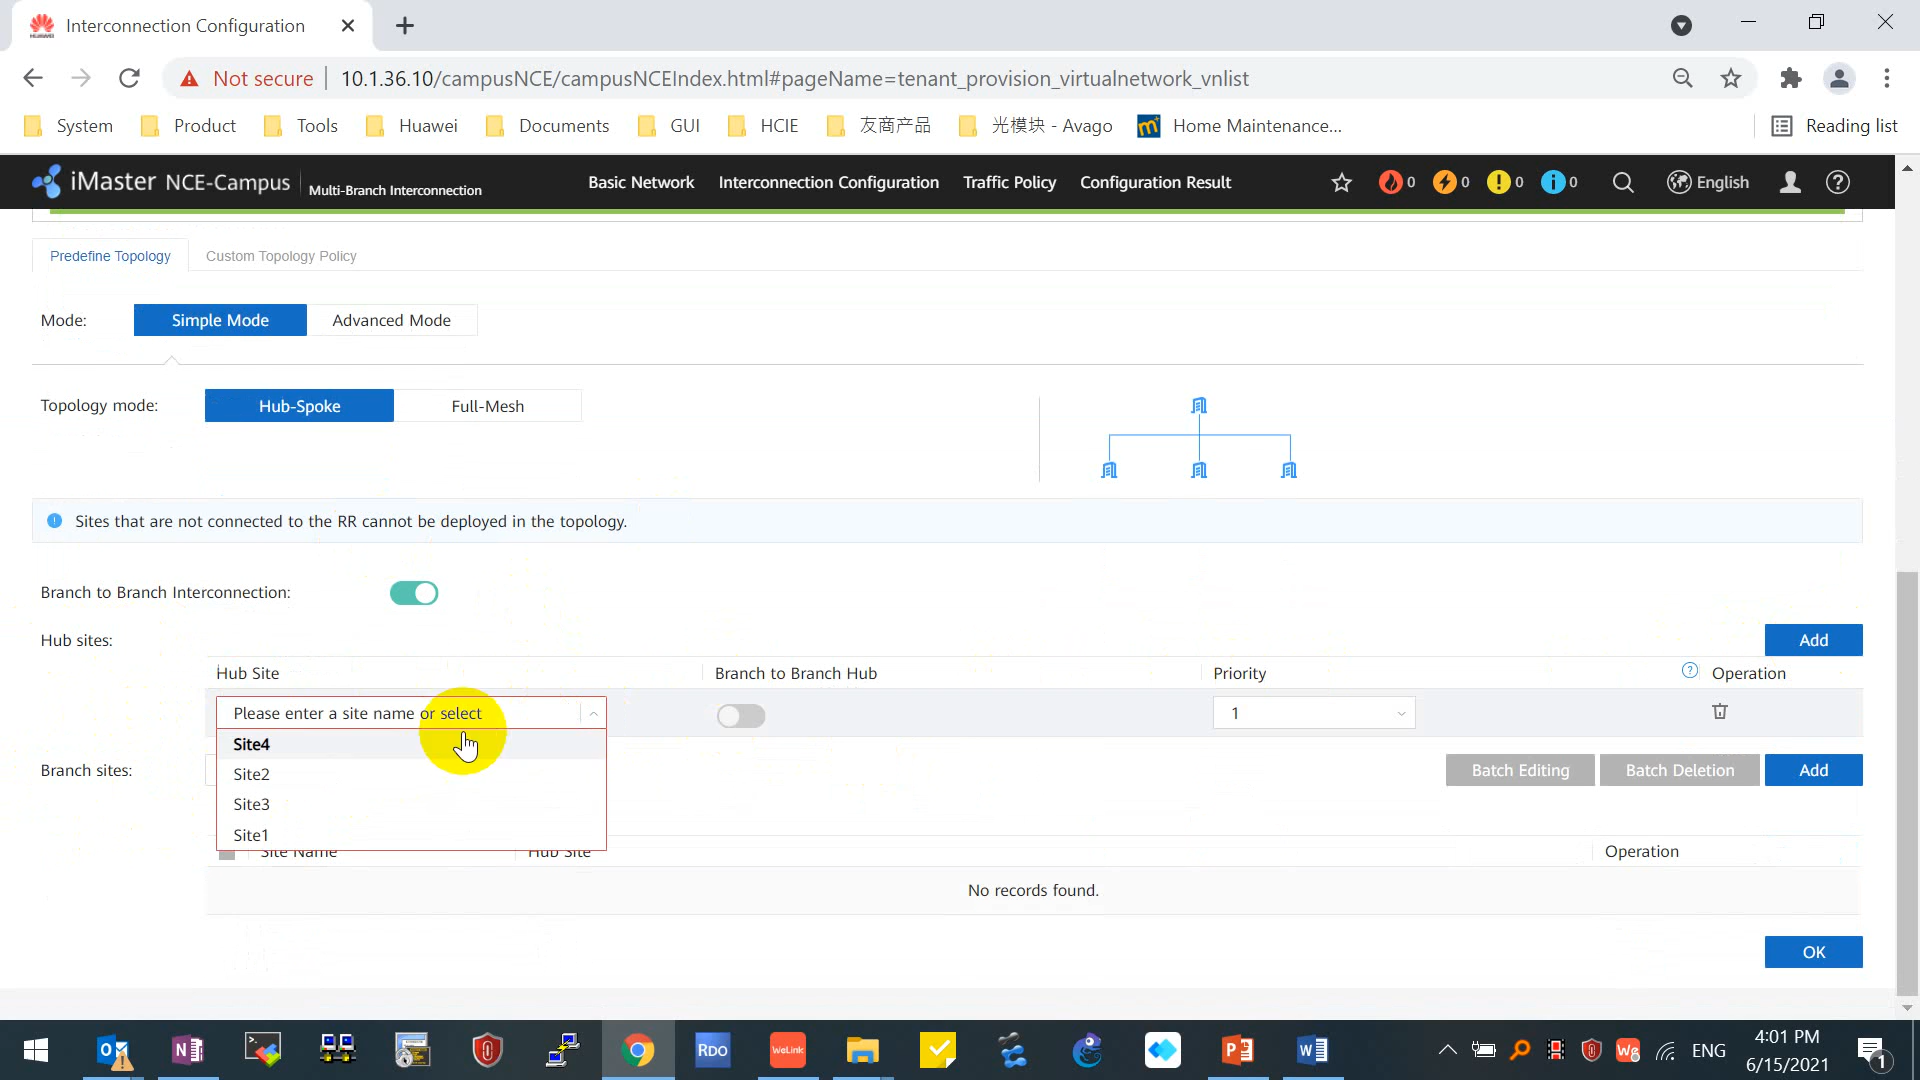 Interconnection Configuration
Not secure
10.1.36.10/campusNCE/campusNCEIndex.html#pageName=tenant_provision_virtualnetwork_vnlist
System
Product
Tools
Huawei
Documents
GUI
HCIE
友商产品
光模块 - Avago
Home Maintenance...
Reading list
iMaster NCE-Campus
Multi-Branch Interconnection
Basic Network
Interconnection Configuration
Traffic Policy
Configuration Result
0
0
0
0
English
Predefine Topology
Custom Topology Policy
Mode:
Simple Mode
Advanced Mode
Topology mode:
Hub-Spoke
Full-Mesh
Sites that are not connected to the RR cannot be deployed in the topology.
Branch to Branch Interconnection:
Hub sites:
Add
Hub Site
Branch to Branch Hub
Priority
Operation
Please enter a site name or select
1
Site4
Site2
Site3
Site1
Branch sites:
Batch Editing
Batch Deletion
Add
Site Name
Hub Site
Operation
No records found.
OK
RDO
WeLink
ENG
4:01 PM
6/15/2021
1